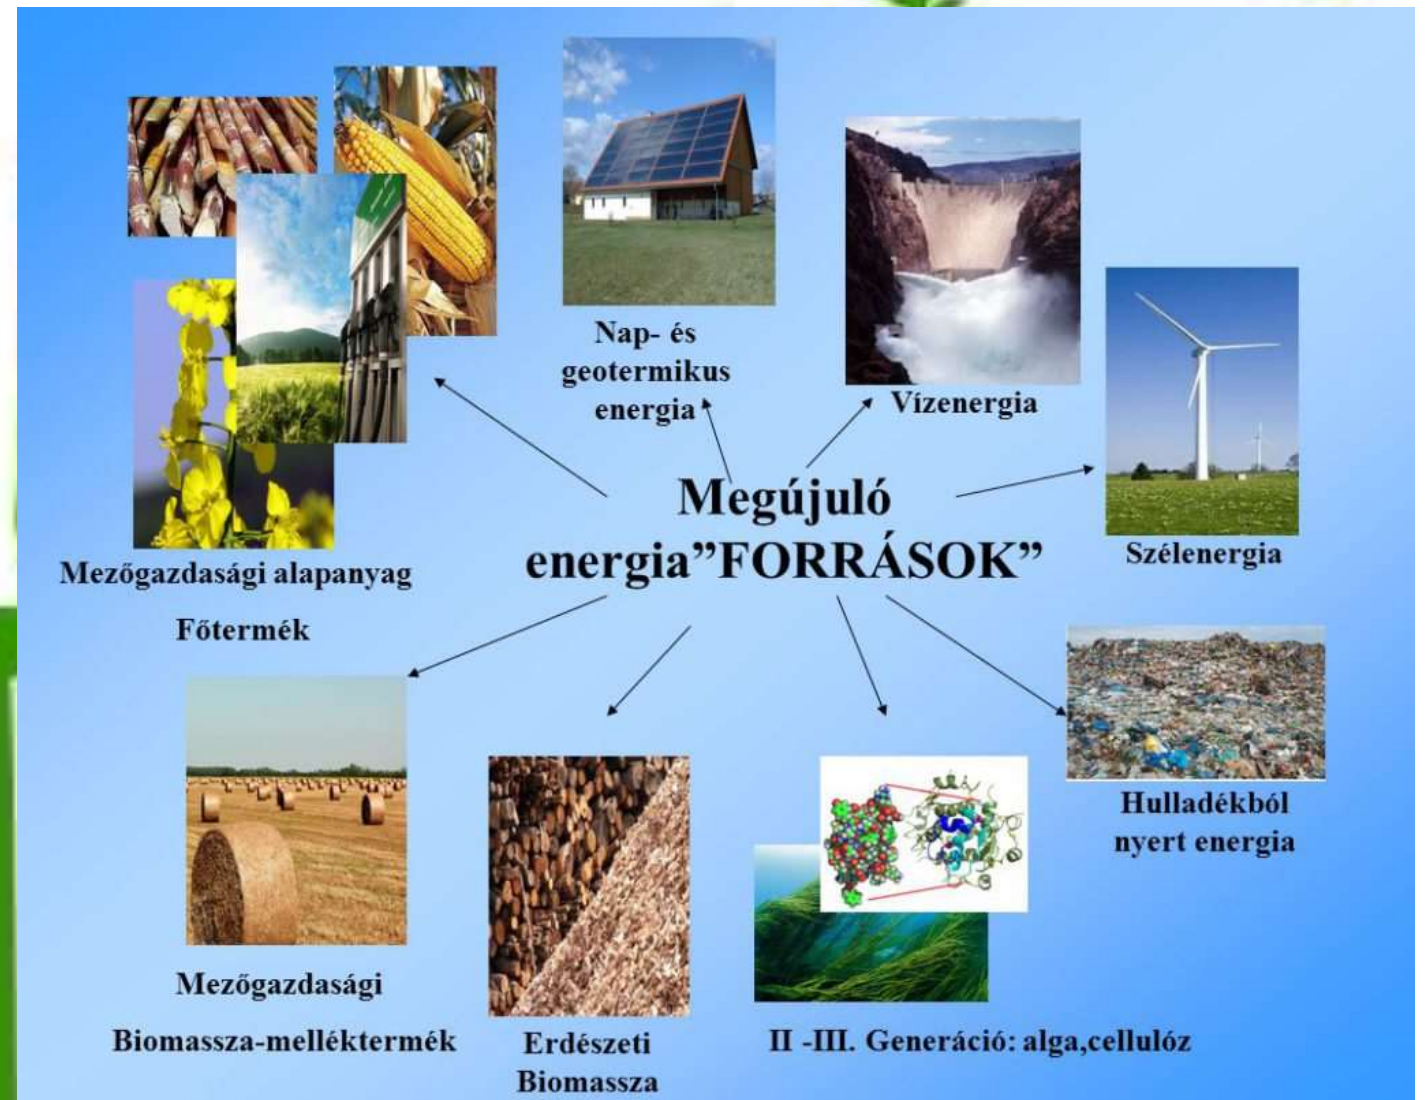 Nap- és
geotermikus
energia
Vízenergia
Szélenergia
Megújuló
energia”FORRÁSOK”
Mezőgazdasági alapanyag
Főtermék
Hulladékból
nyert energia
Mezőgazdasági
Biomassza-melléktermék
Erdészeti
Biomassza
II -III. Generáció: alga,cellulóz